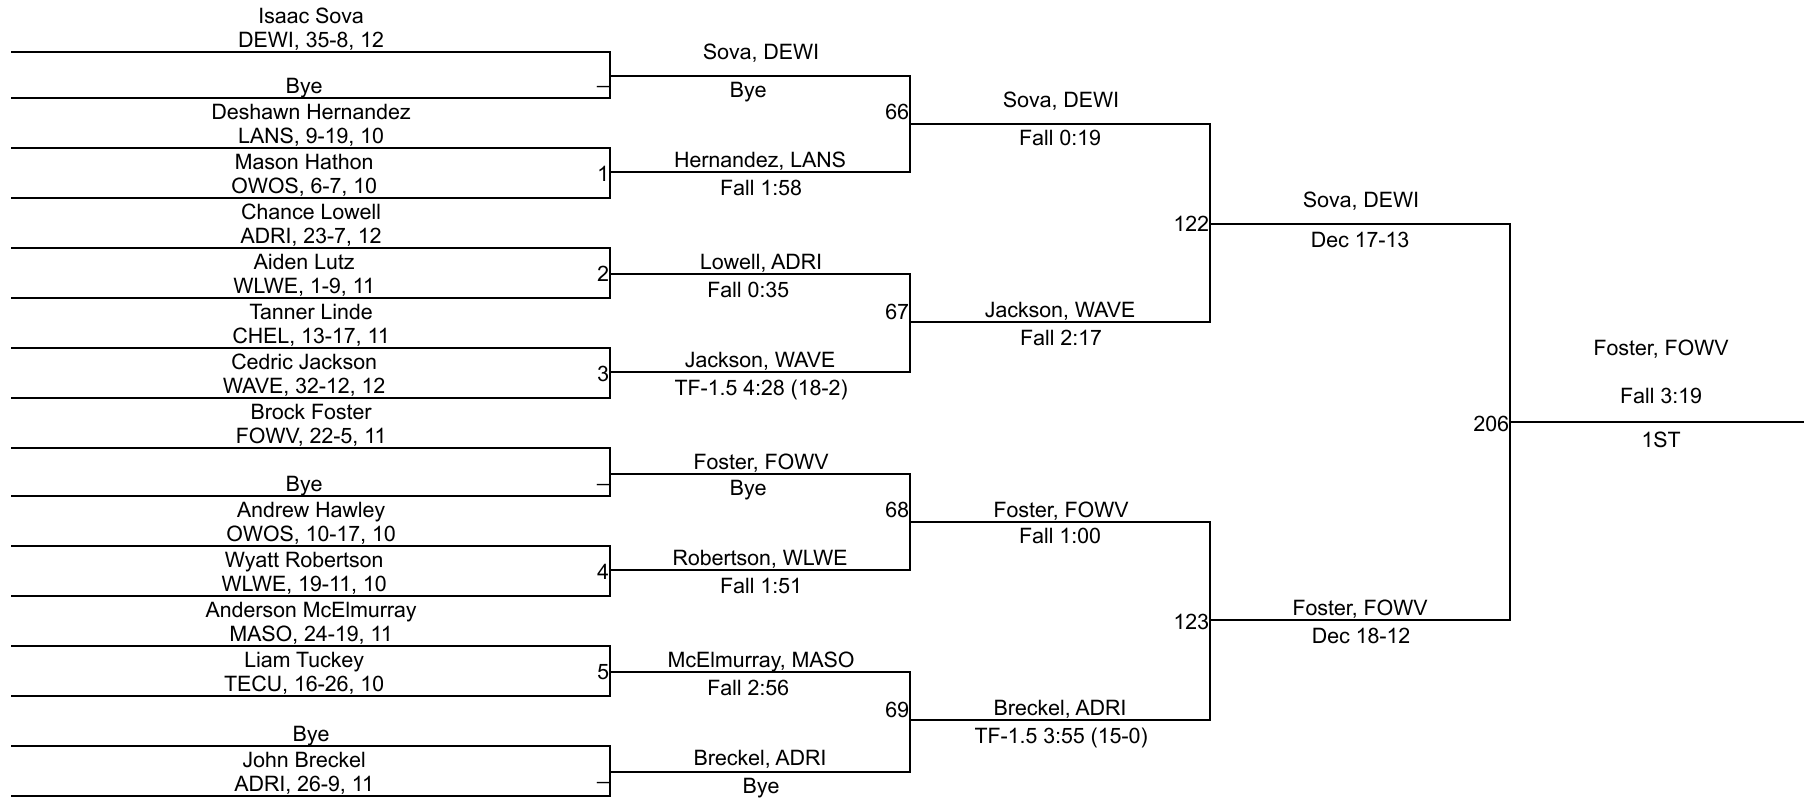 Isaac Sova
DEWI, 35-8, 12
Bye
Deshawn Hernandez
LANS, 9-19, 10
Mason Hathon
OWOS, 6-7, 10
1
Chance Lowell
ADRI, 23-7, 12
Aiden Lutz
WLWE, 1-9, 11
2
Tanner Linde
CHEL, 13-17, 11
Cedric Jackson
WAVE, 32-12, 12
3
Brock Foster
FOWV, 22-5, 11
Bye
Andrew Hawley
OWOS, 10-17, 10
Wyatt Robertson
WLWE, 19-11, 10
4
Anderson McElmurray
MASO, 24-19, 11
Liam Tuckey
TECU, 16-26, 10
5
Bye
John Breckel
ADRI, 26-9, 11
Sova, DEWI
Bye
66
Hernandez, LANS
Fall 1:58
Lowell, ADRI
Fall 0:35
67
Jackson, WAVE
TF-1.5 4:28 (18-2)
Foster, FOWV
Bye
68
Robertson, WLWE
Fall 1:51
McElmurray, MASO
Fall 2:56
69
Breckel, ADRI
Bye
Sova, DEWI
Fall 0:19
122
Jackson, WAVE
Fall 2:17
Foster, FOWV
Fall 1:00
123
Breckel, ADRI
TF-1.5 3:55 (15-0)
Sova, DEWI
Dec 17-13
206
Foster, FOWV
Dec 18-12
Foster, FOWV
Fall 3:19
1ST